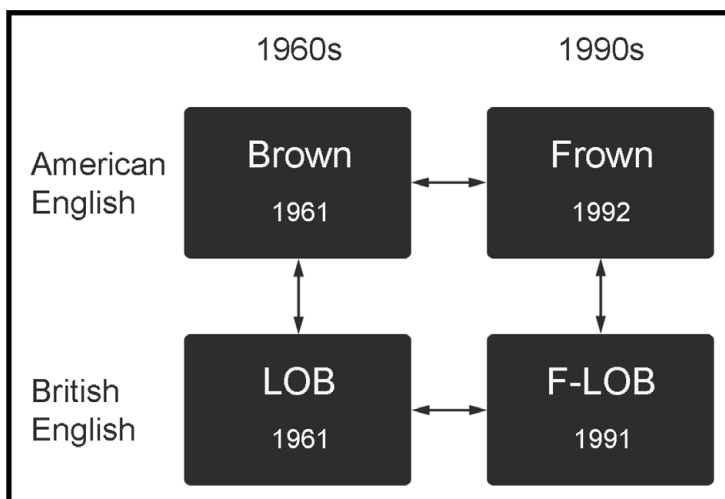 1960s
1990s
American
English
Brown
1961
Frown
1992
British
English
LOB
1961
F-LOB
1991